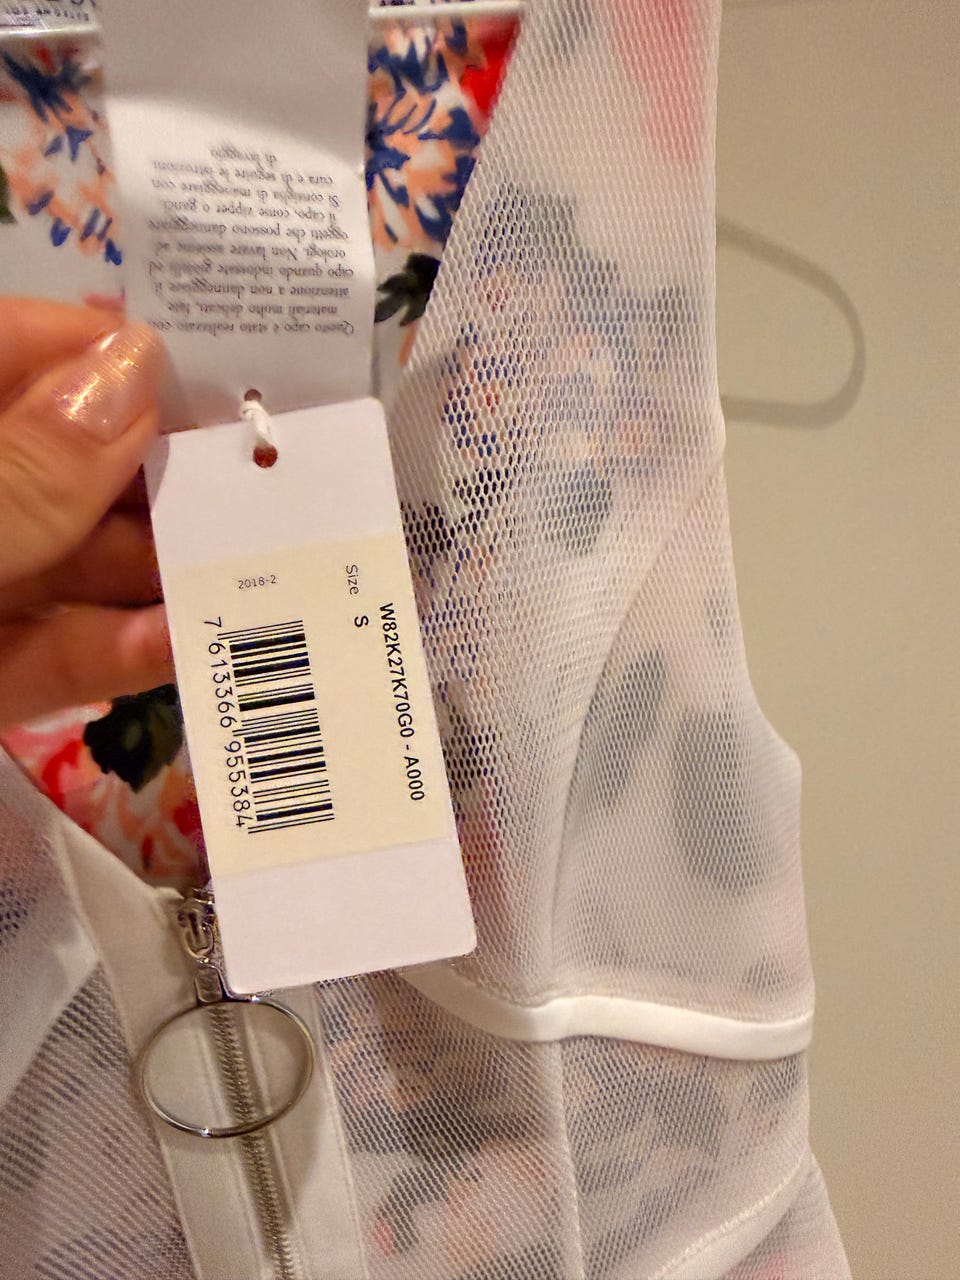 Questo capo è stato realizzato con
materiali molto delicati, fate
attenzione a non danneggiare il
capo quando indossate gioielli ed
orologi. Non lavare assieme ad
oggetti che possono danneggiare
il capo, come zipper o ganci.
Si consiglia di maneggiare con
cura e di seguire le istruzioni
di lavaggio
W82K27K70G0 - A000
Size S
2018-2
7 613366 955384